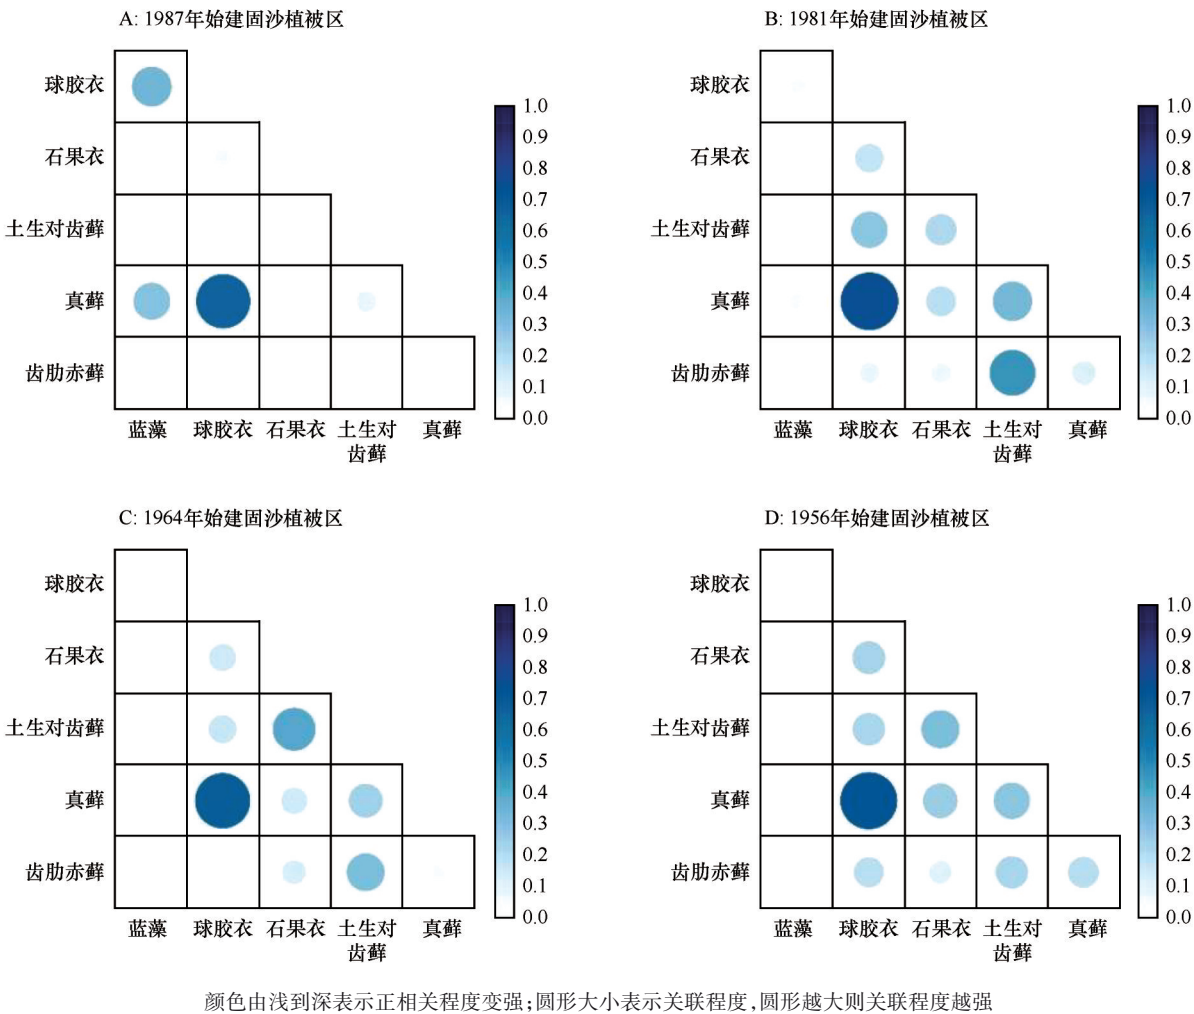 A: 1987年始建固沙植被区
球胶衣
石果衣
土生对齿藓
真藓
齿肋赤藓
蓝藻 球胶衣 石果衣 土生对 真藓
齿藓
1.0
0.9
0.8
0.7
0.6
0.5
0.4
0.3
0.2
0.1
0.0
B: 1981年始建固沙植被区
球胶衣
石果衣
土生对齿藓
真藓
齿肋赤藓
蓝藻 球胶衣 石果衣 土生对 真藓
齿藓
1.0
0.9
0.8
0.7
0.6
0.5
0.4
0.3
0.2
0.1
0.0
C: 1964年始建固沙植被区
球胶衣
石果衣
土生对齿藓
真藓
齿肋赤藓
蓝藻 球胶衣 石果衣 土生对 真藓
齿藓
1.0
0.9
0.8
0.7
0.6
0.5
0.4
0.3
0.2
0.1
0.0
D: 1956年始建固沙植被区
球胶衣
石果衣
土生对齿藓
真藓
齿肋赤藓
蓝藻 球胶衣 石果衣 土生对 真藓
齿藓
1.0
0.9
0.8
0.7
0.6
0.5
0.4
0.3
0.2
0.1
0.0
颜色由浅到深表示正相关程度变强;圆形大小表示关联程度,圆形越大则关联程度越强